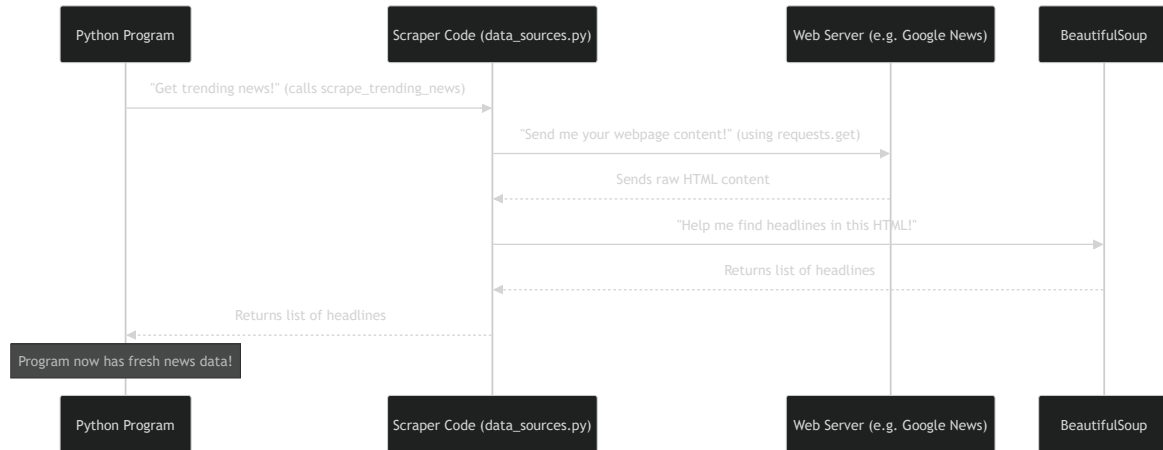 Python Program
Scraper Code (data_sources.py)
Web Server (e.g. Google News)
BeautifulSoup
"Get trending news!" (calls scrape_trending_news)
"Send me your webpage content!" (using requests.get)
Sends raw HTML content
"Help me find headlines in this HTML!"
Returns list of headlines
Returns list of headlines
Program now has fresh news data!
Python Program
Scraper Code (data_sources.py)
Web Server (e.g. Google News)
BeautifulSoup